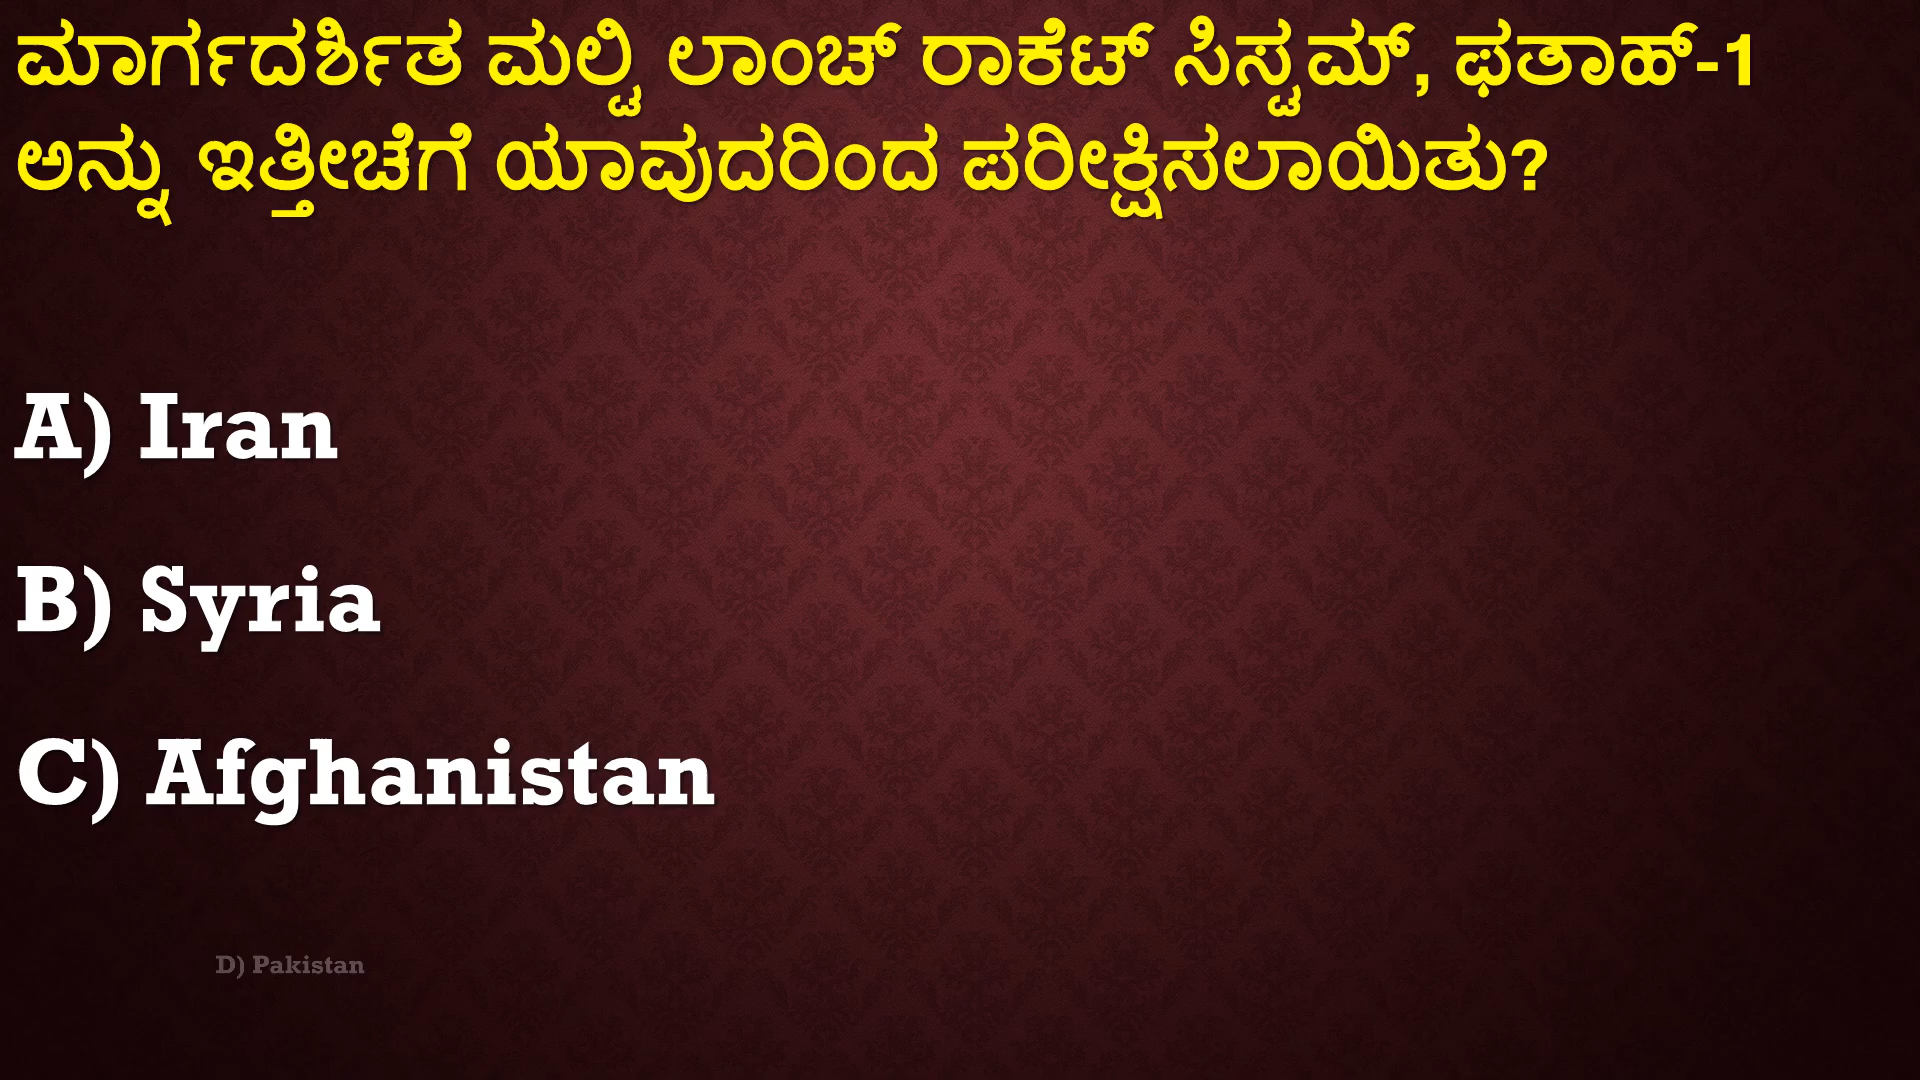 ಮಾರ್ಗದರ್ಶಿತ ಮಲ್ಟಿ ಲಾಂಚ್ ರಾಕೆಟ್ ಸಿಸ್ಟಮ್, ಫತಾಹ್-1
ಅನ್ನು ಇತ್ತೀಚೆಗೆ ಯಾವುದರಿಂದ ಪರೀಕ್ಷಿಸಲಾಯಿತು?
A) Iran
B) Syria
C) Afghanistan
D) Pakistan